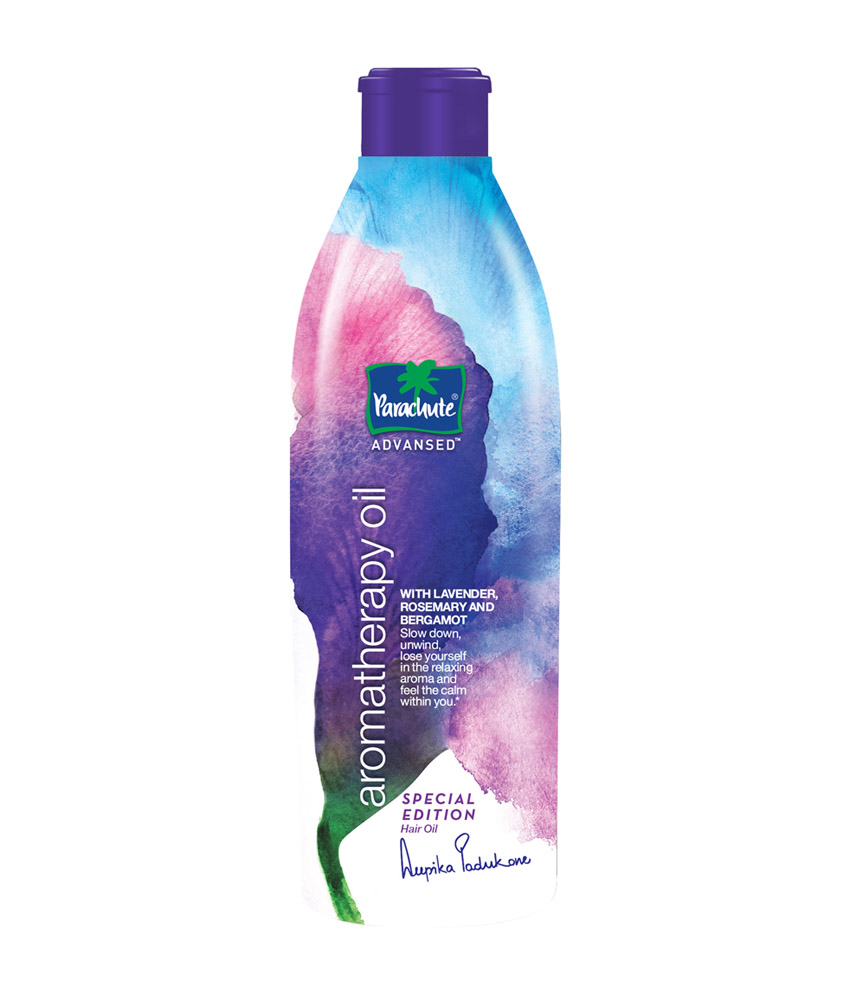 Parachute®
ADVANSED™
aromatherapy oil
WITH LAVENDER,
ROSEMARY AND
BERGAMOT
Slow down,
unwind,
lose yourself
in the relaxing
aroma and
feel the calm
within you.*
SPECIAL
EDITION
Hair Oil
Deepika Padukone